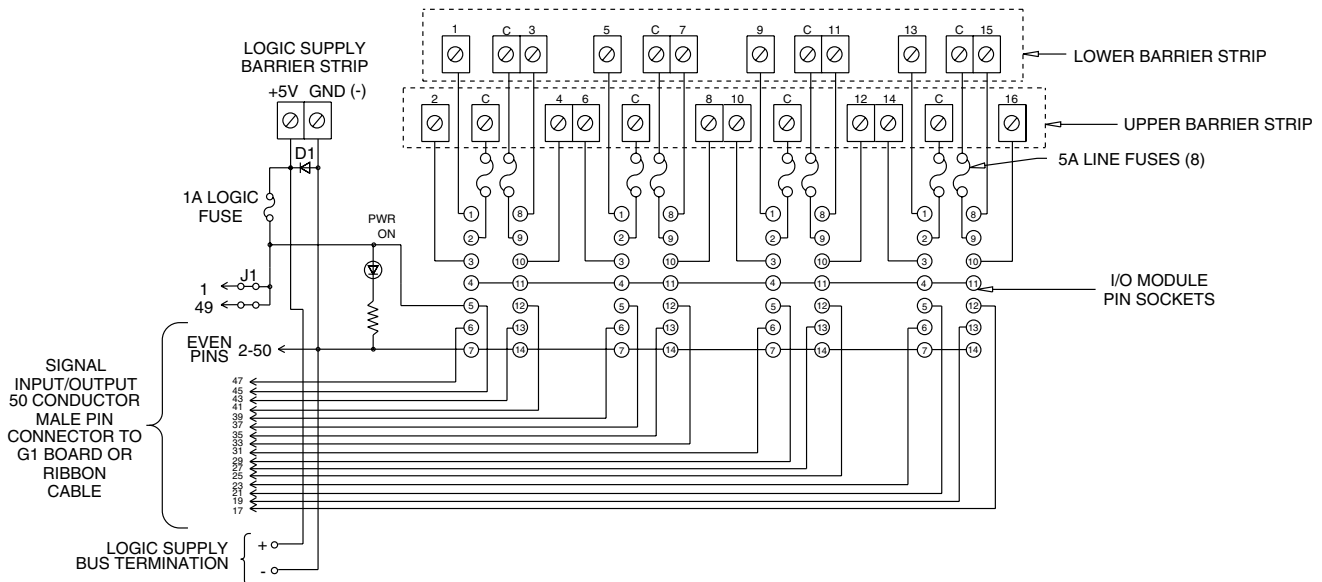 1 C 3 5 C 7 9 C 11 13 C 15
LOWER BARRIER STRIP
LOGIC SUPPLY
BARRIER STRIP
+5V GND (-)
2 C 4 6 C 8 10 C 12 14 C 16
UPPER BARRIER STRIP
D1
5A LINE FUSES (8)
1A LOGIC
FUSE
PWR
ON
1 8 1 8 1 8 1 8
2 9 2 9 2 9 2 9
3 10 3 10 3 10 3 10
4 11 4 11 4 11 4 11
I/O MODULE
PIN SOCKETS
J1
1
49
5 12 5 12 5 12 5 12
6 13 6 13 6 13 6 13
7 14 7 14 7 14 7 14
EVEN
PINS 2-50
SIGNAL
INPUT/OUTPUT
50 CONDUCTOR
MALE PIN
CONNECTOR TO
G1 BOARD OR
RIBBON
CABLE
47
45
43
41
39
37
35
33
31
29
27
25
23
21
19
17
LOGIC SUPPLY
BUS TERMINATION
+
-